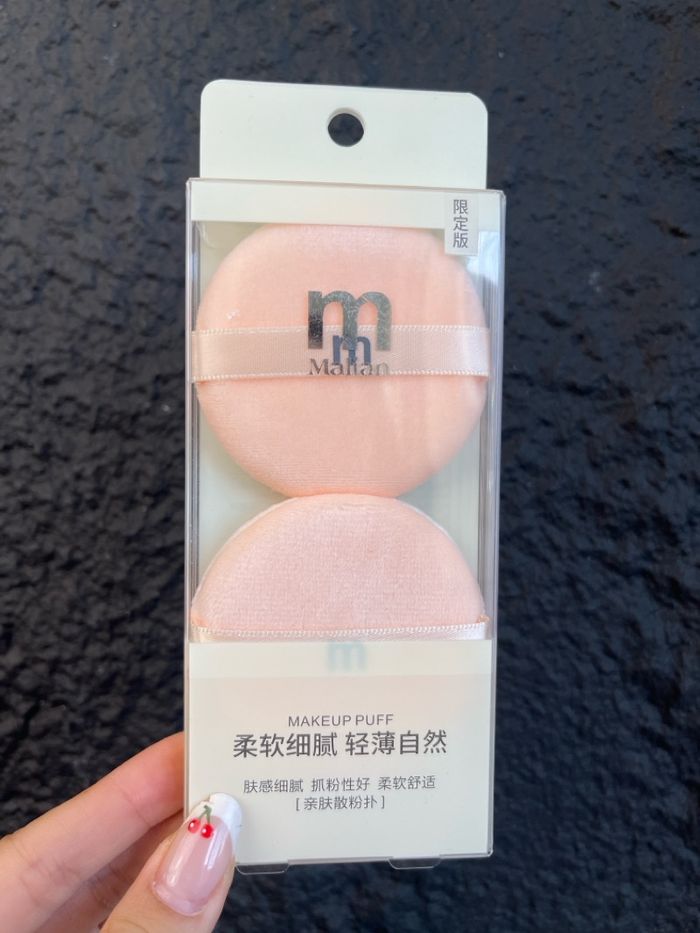 限定版
m
m
Malian
m
MAKEUP PUFF
柔软细腻 轻薄自然
肤感细腻 抓粉性好 柔软舒适
[亲肤散粉扑]